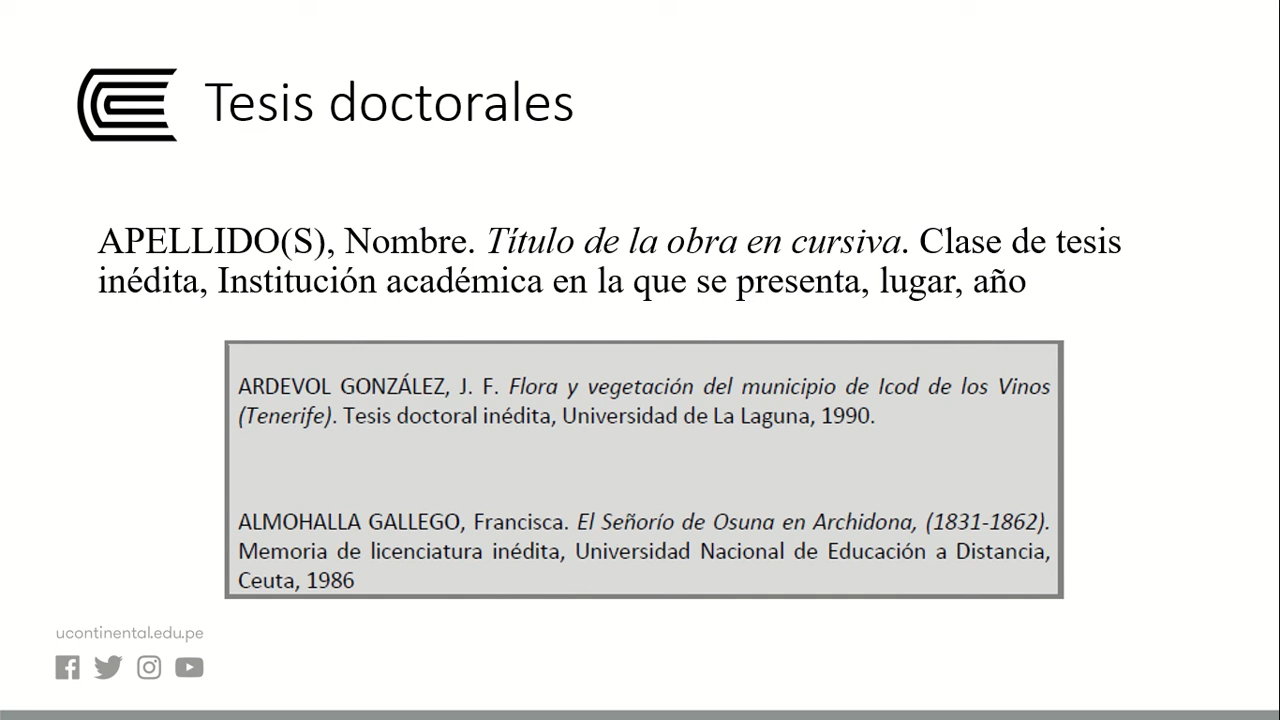 Tesis doctorales
APELLIDO(S), Nombre. Título de la obra en cursiva. Clase de tesis
inédita, Institución académica en la que se presenta, lugar, año
ARDEVOL GONZÁLEZ, J. F. Flora y vegetación del municipio de Icod de los Vinos
(Tenerife). Tesis doctoral inédita, Universidad de La Laguna, 1990.
ALMOHALLA GALLEGO, Francisca. El Señorío de Osuna en Archidona, (1831-1862).
Memoria de licenciatura inédita, Universidad Nacional de Educación a Distancia,
Ceuta, 1986
ucontinental.edu.pe